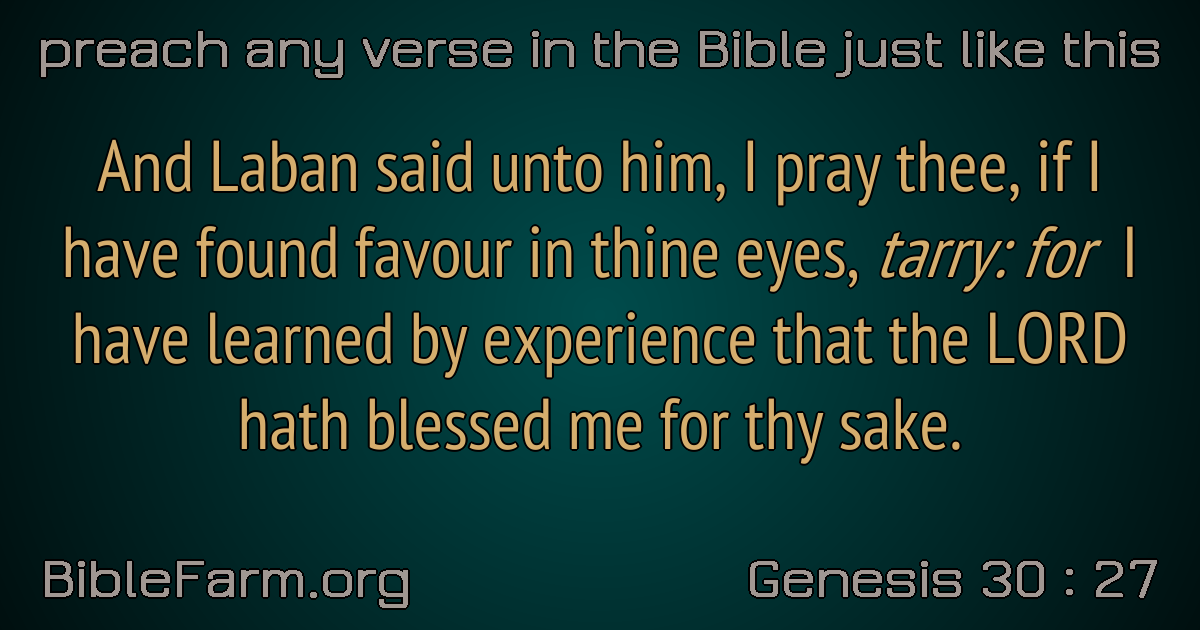 preach any verse in the Bible just like this
And Laban said unto him, I pray thee, if I
have found favour in thine eyes, tarry: for I
have learned by experience that the LORD
hath blessed me for thy sake.
BibleFarm.org
Genesis 30 : 27